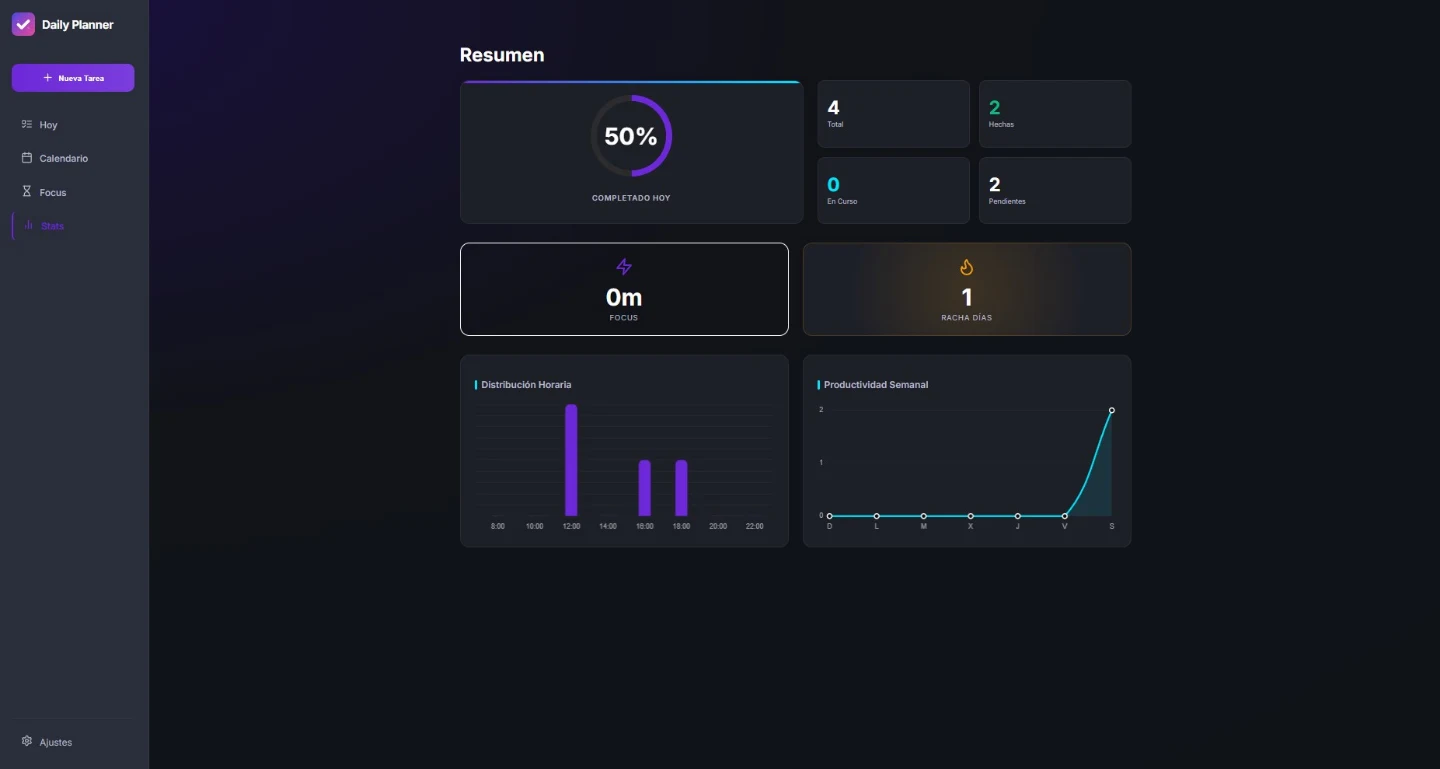 Daily Planner
Nueva Tarea
Hoy
Calendario
Focus
Stats
Ajustes
Resumen
50%
COMPLETADO HOY
4
Total
2
Hechas
0
En Curso
2
Pendientes
0m
FOCUS
1
RACHA DÍAS
Distribución Horaria
8:00 10:00 12:00 14:00 16:00 18:00 20:00 22:00
Productividad Semanal
2
1
0
D L M X J V S